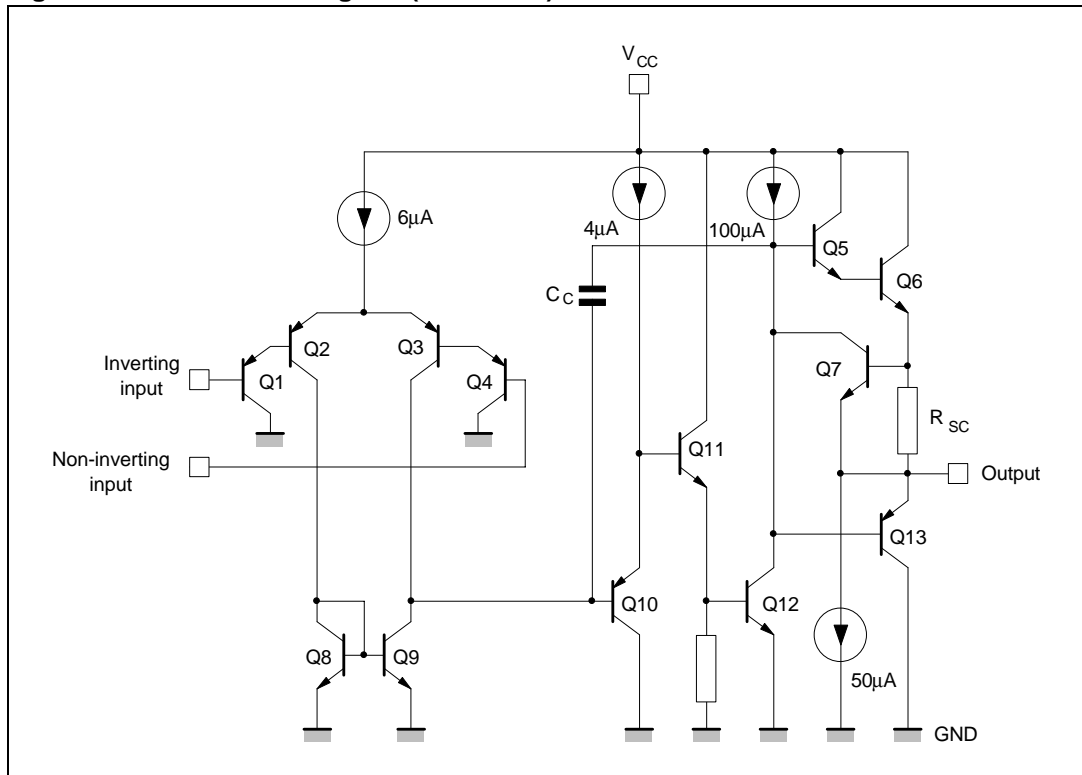 V CC
6µA
4µA
100µA
Q5
Q6
C C
Q2
Q3
Q7
Inverting
input
Q1
Q4
R SC
Non-inverting
input
Q11
Output
Q13
Q10
Q12
Q8
Q9
50µA
GND